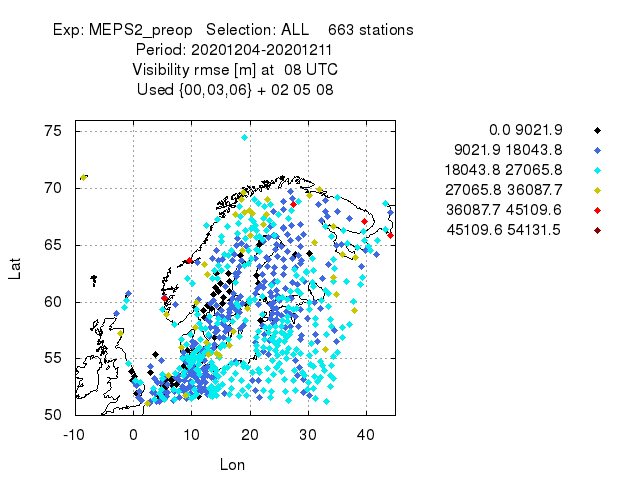 Exp: MEPS2_preop   Selection: ALL    663 stations
Period: 20201204-20201211
Visibility rmse [m] at  08 UTC
Used {00,03,06} + 02 05 08
0.0 9021.9
9021.9 18043.8
18043.8 27065.8
27065.8 36087.7
36087.7 45109.6
45109.6 54131.5
75
70
65
60
55
50
Lat
-10 0 10 20 30 40
Lon